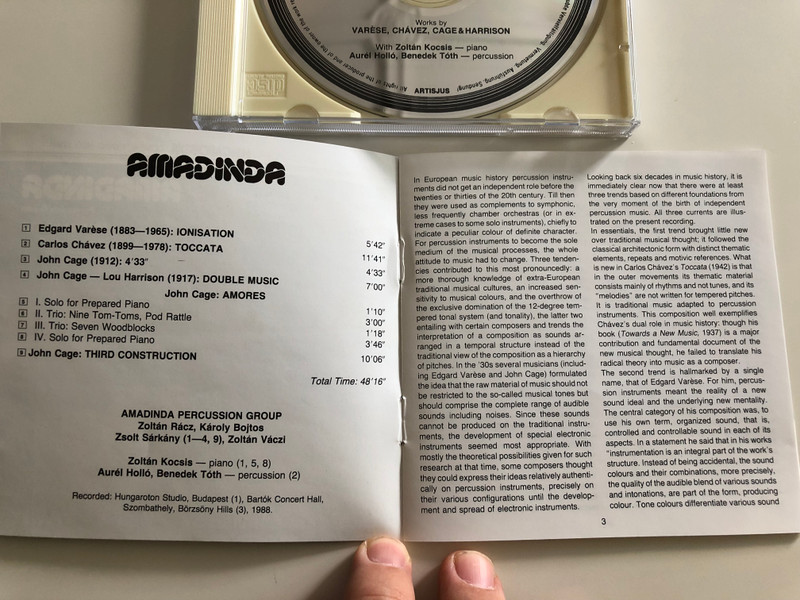 Works by
VARÈSE, CHÁVEZ, CAGE & HARRISON
With Zoltán Kocsis — piano
Aurél Holló, Benedek Tóth — percussion
All rights of the producer and of the owner of the work
Vervielfältigung, Vermietung, Aufführung, Sendung!
ARTISJUS
AMADINDA
1 Edgard Varèse (1883—1965): IONISATION 5'42"
2 Carlos Chávez (1899—1978): TOCCATA 11'41"
3 John Cage (1912): 4'33" 4'33"
4 John Cage — Lou Harrison (1917): DOUBLE MUSIC 7'00"
John Cage: AMORES
5 I. Solo for Prepared Piano 1'10"
6 II. Trio: Nine Tom-Toms, Pod Rattle 3'00"
7 III. Trio: Seven Woodblocks 1'18"
8 IV. Solo for Prepared Piano 3'46"
9 John Cage: THIRD CONSTRUCTION 10'06"
Total Time: 48'16"
AMADINDA PERCUSSION GROUP
Zoltán Rácz, Károly Bojtos
Zsolt Sárkány (1—4, 9), Zoltán Váczi
Zoltán Kocsis — piano (1, 5, 8)
Aurél Holló, Benedek Tóth — percussion (2)
Recorded: Hungaroton Studio, Budapest (1), Bartók Concert Hall,
Szombathely, Börzsöny Hills (3), 1988.
In European music history percussion instru-
ments did not get an independent role before the
twenties or thirties of the 20th century. Till then
they were used as complements to symphonic,
less frequently chamber orchestras (or in ex-
treme cases to some solo instruments), chiefly to
indicate a peculiar colour of definite character.
For percussion instruments to become the sole
medium of the musical processes, the whole
attitude to music had to change. Three tenden-
cies contributed to this most pronouncedly: a
more thorough knowledge of extra-European
traditional musical cultures, an increased sen-
sitivity to musical colours, and the overthrow of
the exclusive domination of the 12-degree tem-
pered tonal system (and tonality), the latter two
entailing with certain composers and trends the
interpretation of a composition as sounds ar-
ranged in a temporal structure instead of the
traditional view of the composition as a hierarchy
of pitches. In the '30s several musicians (includ-
ing Edgard Varèse and John Cage) formulated
the idea that the raw material of music should not
be restricted to the so-called musical tones but
should comprise the complete range of audible
sounds including noises. Since these sounds
cannot be produced on the traditional instru-
ments, the development of special electronic
instruments seemed most appropriate. With
mostly the theoretical possibilities given for such
research at that time, some composers thought
they could express their ideas relatively authenti-
cally on percussion instruments, precisely on
their various configurations until the develop-
ment and spread of electronic instruments.
Looking back six decades in music history, it is
immediately clear now that there were at least
three trends based on different foundations from
the very moment of the birth of independent
percussion music. All three currents are illus-
trated on the present recording.
In essentials, the first trend brought little new
over traditional musical thought; it followed the
classical architectonic form with distinct thematic
elements, repeats and motivic references. What
is new in Carlos Chávez's Toccata (1942) is that
in the outer movements its thematic material
consists mainly of rhythms and not tunes, and its
"melodies" are not written for tempered pitches.
It is traditional music adapted to percussion
instruments. This composition well exemplifies
Chávez's dual role in music history: though his
book (Towards a New Music, 1937) is a major
contribution and fundamental document of the
new musical thought, he failed to translate his
radical theory into music as a composer.
The second trend is hallmarked by a single
name, that of Edgard Varèse. For him, percus-
sion instruments meant the reality of a new
sound ideal and the underlying new mentality.
The central category of his composition was, to
use his own term, organized sound, that is,
controlled and controllable sound in each of its
aspects. In a statement he said that in his works
"instrumentation is an integral part of the work's
structure. Instead of being accidental, the sound
colours and their combinations, more precisely,
the quality of the audible blend of various sounds
and intonations, are part of the form, producing
colour. Tone colours differentiate various sound
3